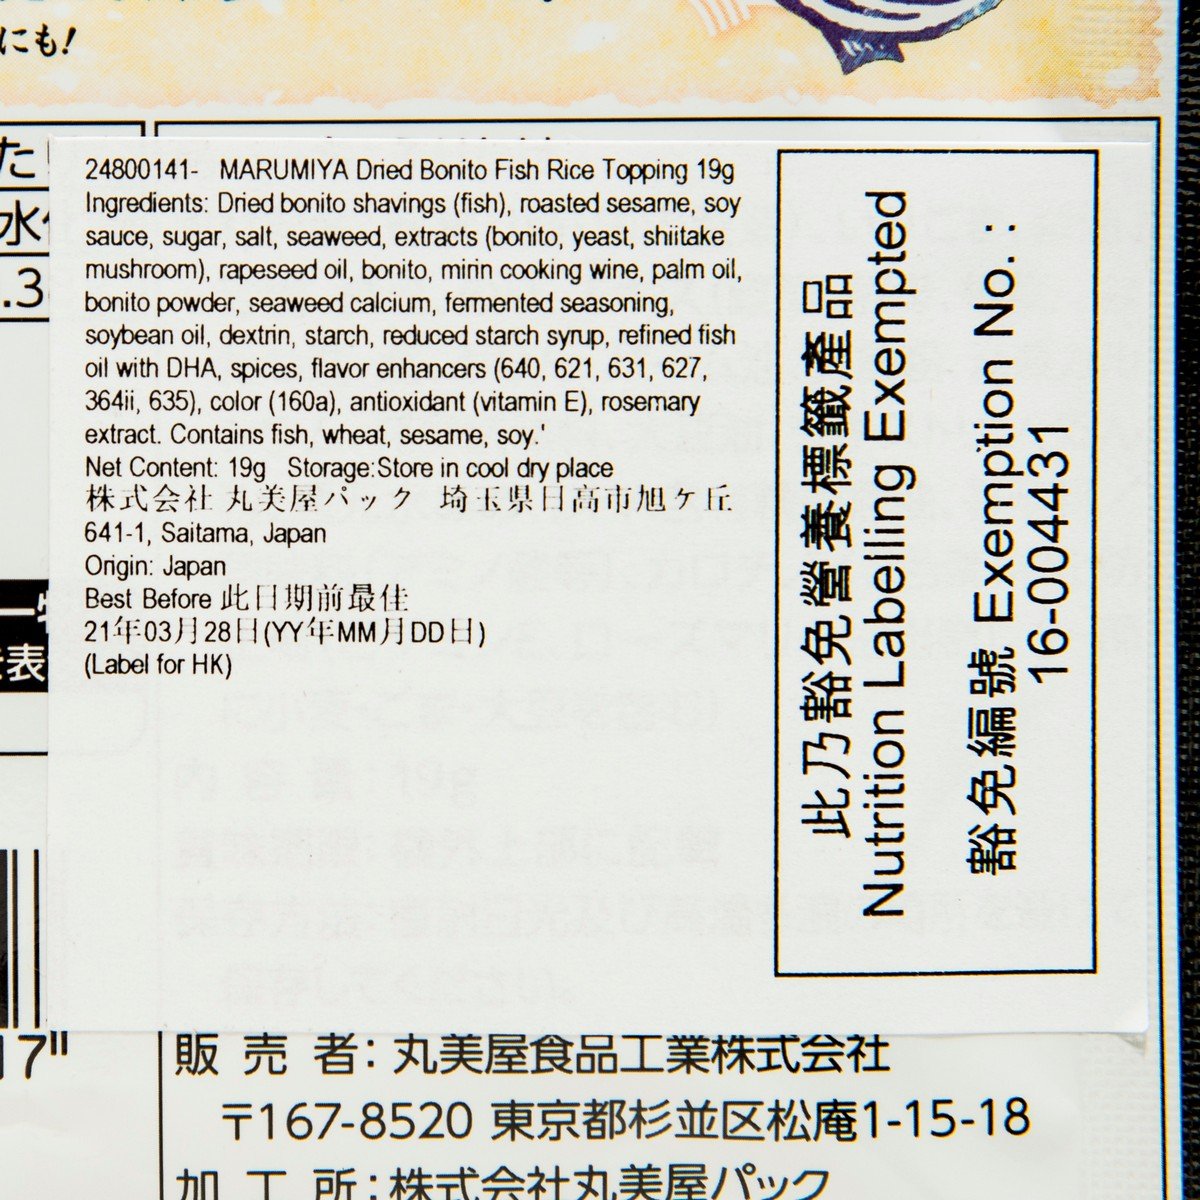 にも!
24800141- MARUMIYA Dried Bonito Fish Rice Topping 19g
Ingredients: Dried bonito shavings (fish), roasted sesame, soy
sauce, sugar, salt, seaweed, extracts (bonito, yeast, shiitake
mushroom), rapeseed oil, bonito, mirin cooking wine, palm oil,
bonito powder, seaweed calcium, fermented seasoning,
soybean oil, dextrin, starch, reduced starch syrup, refined fish
oil with DHA, spices, flavor enhancers (640, 621, 631, 627,
364ii, 635), color (160a), antioxidant (vitamin E), rosemary
extract. Contains fish, wheat, sesame, soy.'
Net Content: 19g Storage:Store in cool dry place
株式会社 丸美屋パック 埼玉県日高市旭ケ丘
641-1, Saitama, Japan
Origin: Japan
Best Before 此日期前最佳
21年03月28日(YY年MM月DD日)
(Label for HK)
此乃豁免營養標籤產品
Nutrition Labelling Exempted
豁免編號 Exemption No. :
16-004431
販売者:丸美屋食品工業株式会社
〒167-8520 東京都杉並区松庵1-15-18
加工所:株式会社丸美屋パック